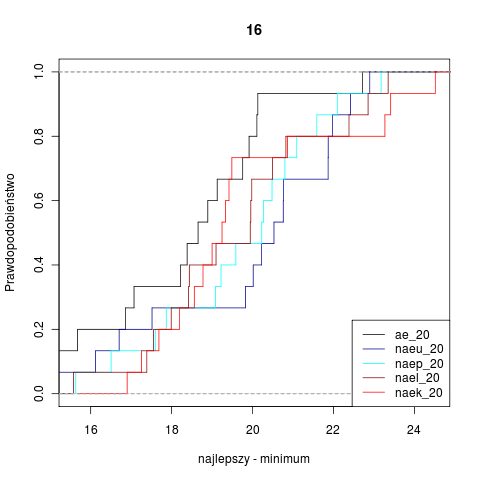 16
Prawdopodobieństwo
1.0
0.8
0.6
0.4
0.2
0.0
ae_20
naeu_20
naep_20
nael_20
naek_20
16 18 20 22 24
najlepszy - minimum